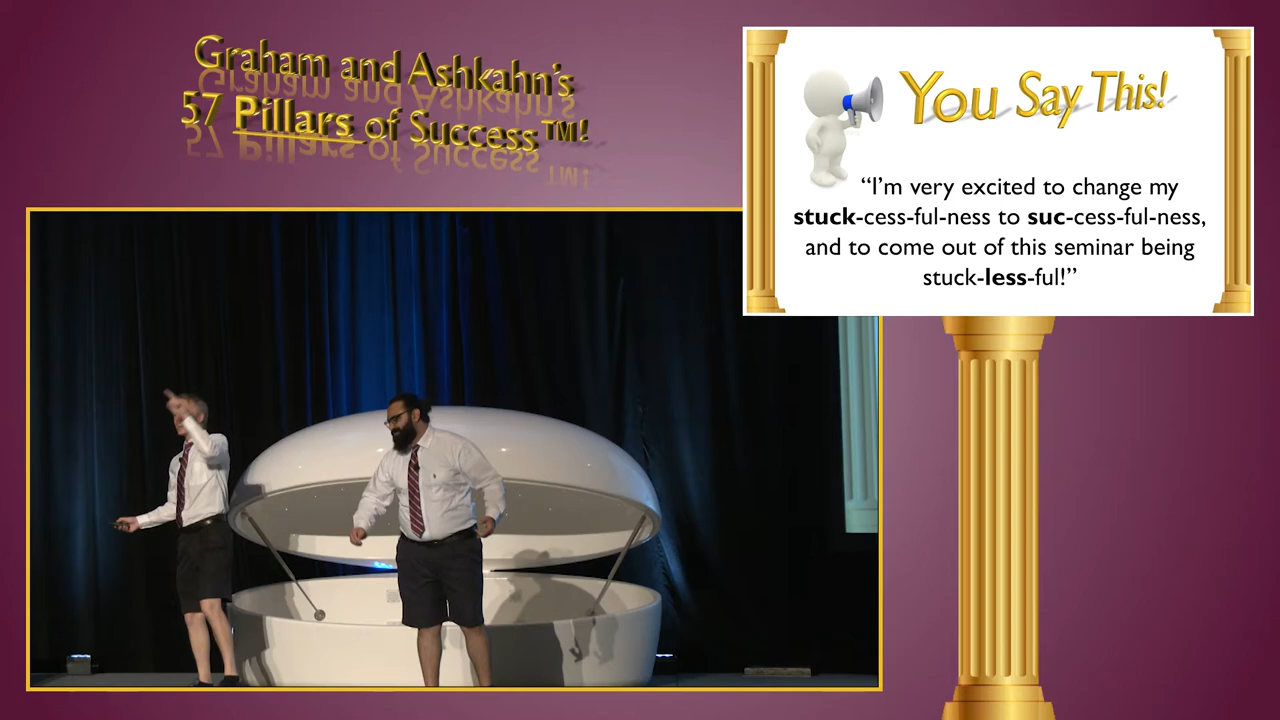 Graham and Ashkahn's
57 Pillars of Success™!
You Say This!
“I'm very excited to change my
stuck-cess-ful-ness to suc-cess-ful-ness,
and to come out of this seminar being
stuck-less-ful!”